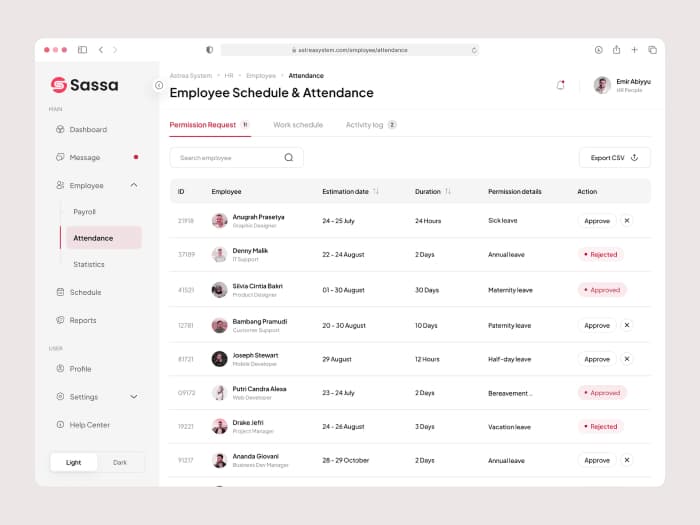 astreasystem.com/employee/attendance
Sassa
MAIN
Dashboard
Message
Employee
Payroll
Attendance
Statistics
Schedule
Reports
USER
Profile
Settings
Help Center
Light
Dark
Astrea System
HR
Employee
Attendance
Employee Schedule & Attendance
Emir Abiyyu
HR People
Permission Request 11
Work schedule
Activity log 2
Search employee
Export CSV
ID Employee Estimation date Duration Permission details Action
21918 Anugrah Prasetya 24 - 25 July 24 Hours Sick leave Approve
Graphic Designer
37189 Denny Malik 22 - 24 August 2 Days Annual leave Rejected
IT Support
41521 Silvia Cintia Bakri 01 - 30 August 30 Days Maternity leave Approved
Product Designer
12781 Bambang Pramudi 20 - 30 August 10 Days Paternity leave Approve
Customer Support
81721 Joseph Stewart 29 August 12 Hours Half-day leave Approve
Mobile Developer
09172 Putri Candra Alexa 23 - 24 July 2 Days Bereavement .. Approved
Web Developer
19221 Drake Jefri 24 - 26 August 3 Days Vacation leave Rejected
Project Manager
91217 Ananda Giovani 28 - 29 October 2 Days Annual leave Approve
Business Dev Manager